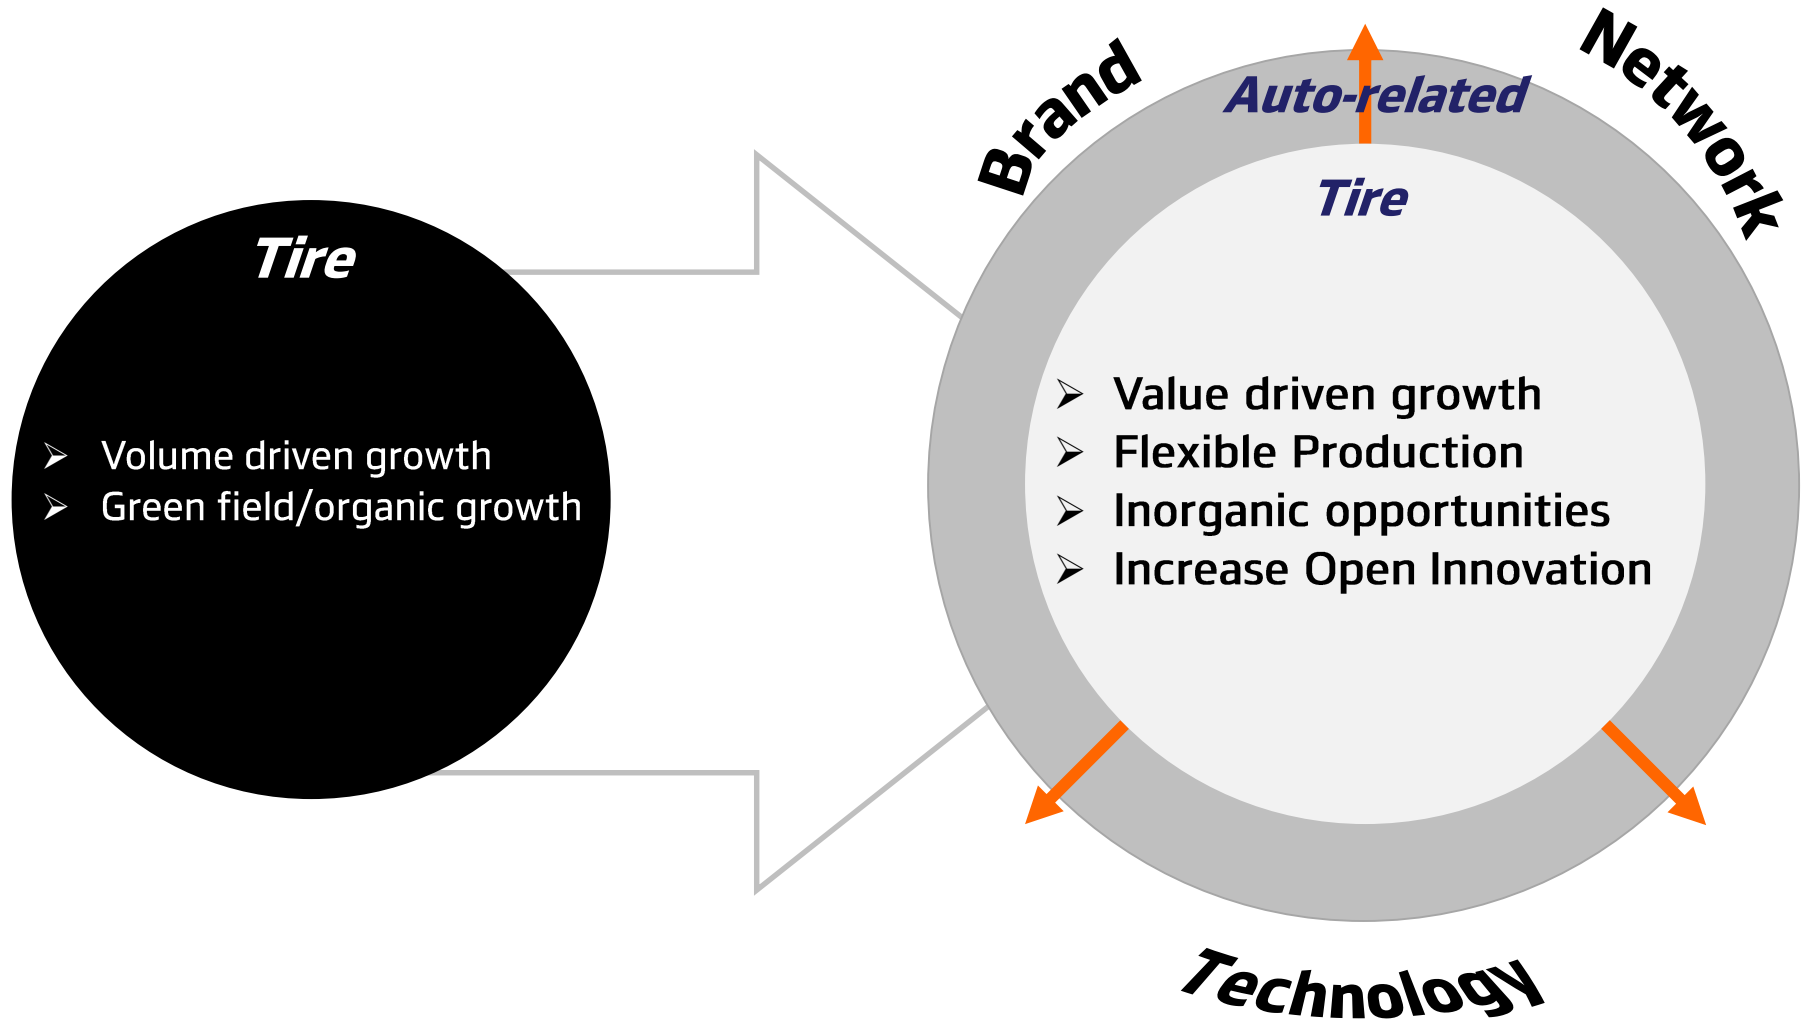 Tire
Volume driven growth
Green field/organic growth
Brand
Network
Auto-related
Tire
Value driven growth
Flexible Production
Inorganic opportunities
Increase Open Innovation
Technology